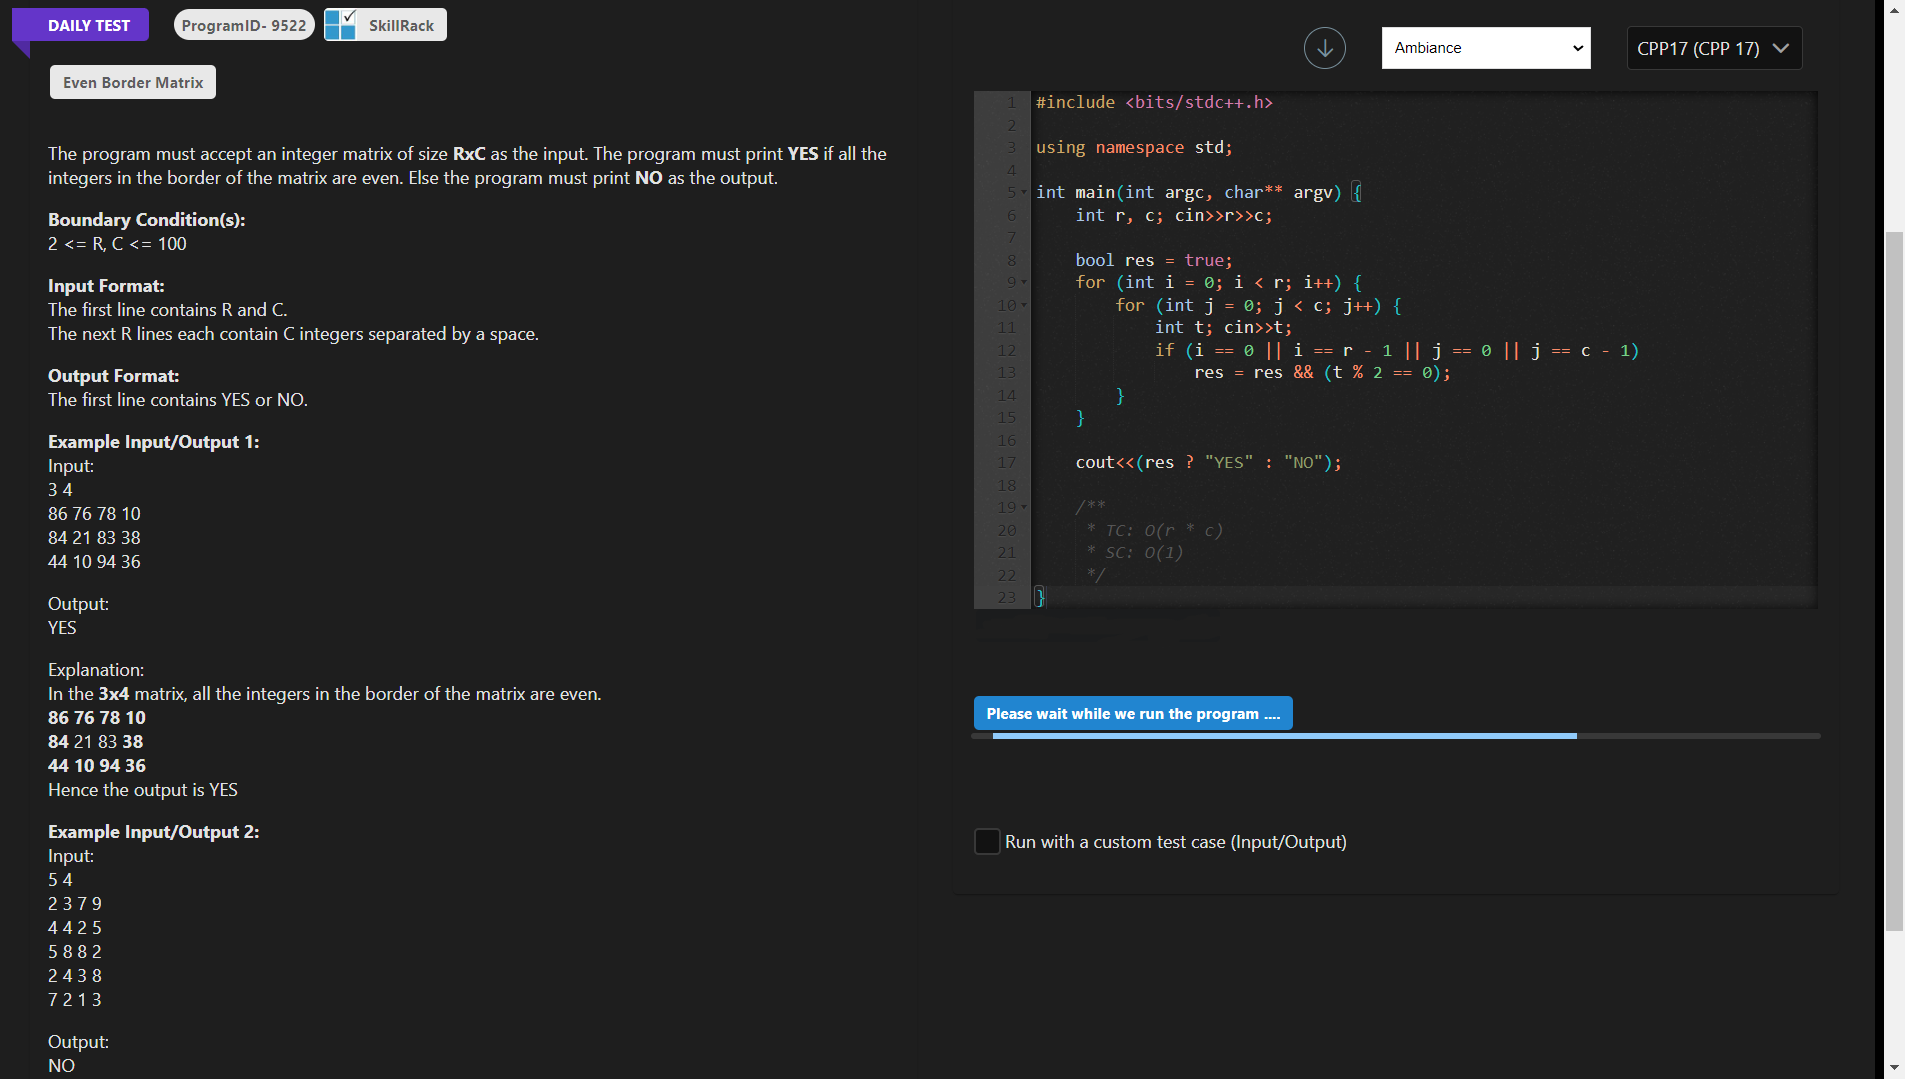 DAILY TEST
ProgramID- 9522
SkillRack
Even Border Matrix
The program must accept an integer matrix of size RxC as the input. The program must print YES if all the
integers in the border of the matrix are even. Else the program must print NO as the output.
Boundary Condition(s):
2 <= R, C <= 100
Input Format:
The first line contains R and C.
The next R lines each contain C integers separated by a space.
Output Format:
The first line contains YES or NO.
Example Input/Output 1:
Input:
3 4
86 76 78 10
84 21 83 38
44 10 94 36
Output:
YES
Explanation:
In the 3x4 matrix, all the integers in the border of the matrix are even.
86 76 78 10
84 21 83 38
44 10 94 36
Hence the output is YES
Example Input/Output 2:
Input:
5 4
2 3 7 9
4 4 2 5
5 8 8 2
2 4 3 8
7 2 1 3
Output:
NO
Ambiance
CPP17 (CPP 17)
1 #include <bits/stdc++.h>
2
3 using namespace std;
4
5 int main(int argc, char** argv) {
6     int r, c; cin>>r>>c;
7
8     bool res = true;
9     for (int i = 0; i < r; i++) {
10         for (int j = 0; j < c; j++) {
11             int t; cin>>t;
12             if (i == 0 || i == r - 1 || j == 0 || j == c - 1)
13                 res = res && (t % 2 == 0);
14         }
15     }
16
17     cout<<(res ? "YES" : "NO");
18
19     /**
20      * TC: O(r * c)
21      * SC: O(1)
22      */
23 }
Please wait while we run the program ....
Run with a custom test case (Input/Output)